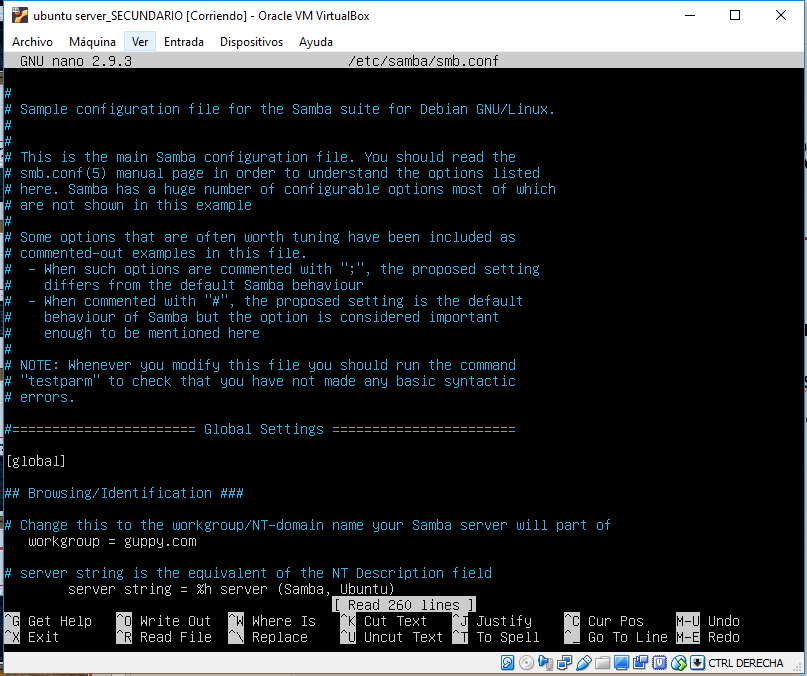 ubuntu server_SECUNDARIO [Corriendo] - Oracle VM VirtualBox
Archivo Máquina Ver Entrada Dispositivos Ayuda
GNU nano 2.9.3 /etc/samba/smb.conf
#
# Sample configuration file for the Samba suite for Debian GNU/Linux.
#
#
# This is the main Samba configuration file. You should read the
# smb.conf(5) manual page in order to understand the options listed
# here. Samba has a huge number of configurable options most of which
# are not shown in this example
#
# Some options that are often worth tuning have been included as
# commented-out examples in this file.
#  - When such options are commented with ";", the proposed setting
#    differs from the default Samba behaviour
#  - When commented with "#", the proposed setting is the default
#    behaviour of Samba but the option is considered important
#    enough to be mentioned here
#
# NOTE: Whenever you modify this file you should run the command
# "testparm" to check that you have not made any basic syntactic
# errors.
#======================= Global Settings =======================
[global]
## Browsing/Identification ###
# Change this to the workgroup/NT-domain name your Samba server will part of
   workgroup = guppy.com
# server string is the equivalent of the NT Description field
        server string = %h server (Samba, Ubuntu)
[ Read 260 lines ]
^G Get Help ^O Write Out ^W Where Is ^K Cut Text ^J Justify ^C Cur Pos M-U Undo
^X Exit ^R Read File ^\ Replace ^U Uncut Text ^T To Spell ^_ Go To Line M-E Redo
CTRL DERECHA